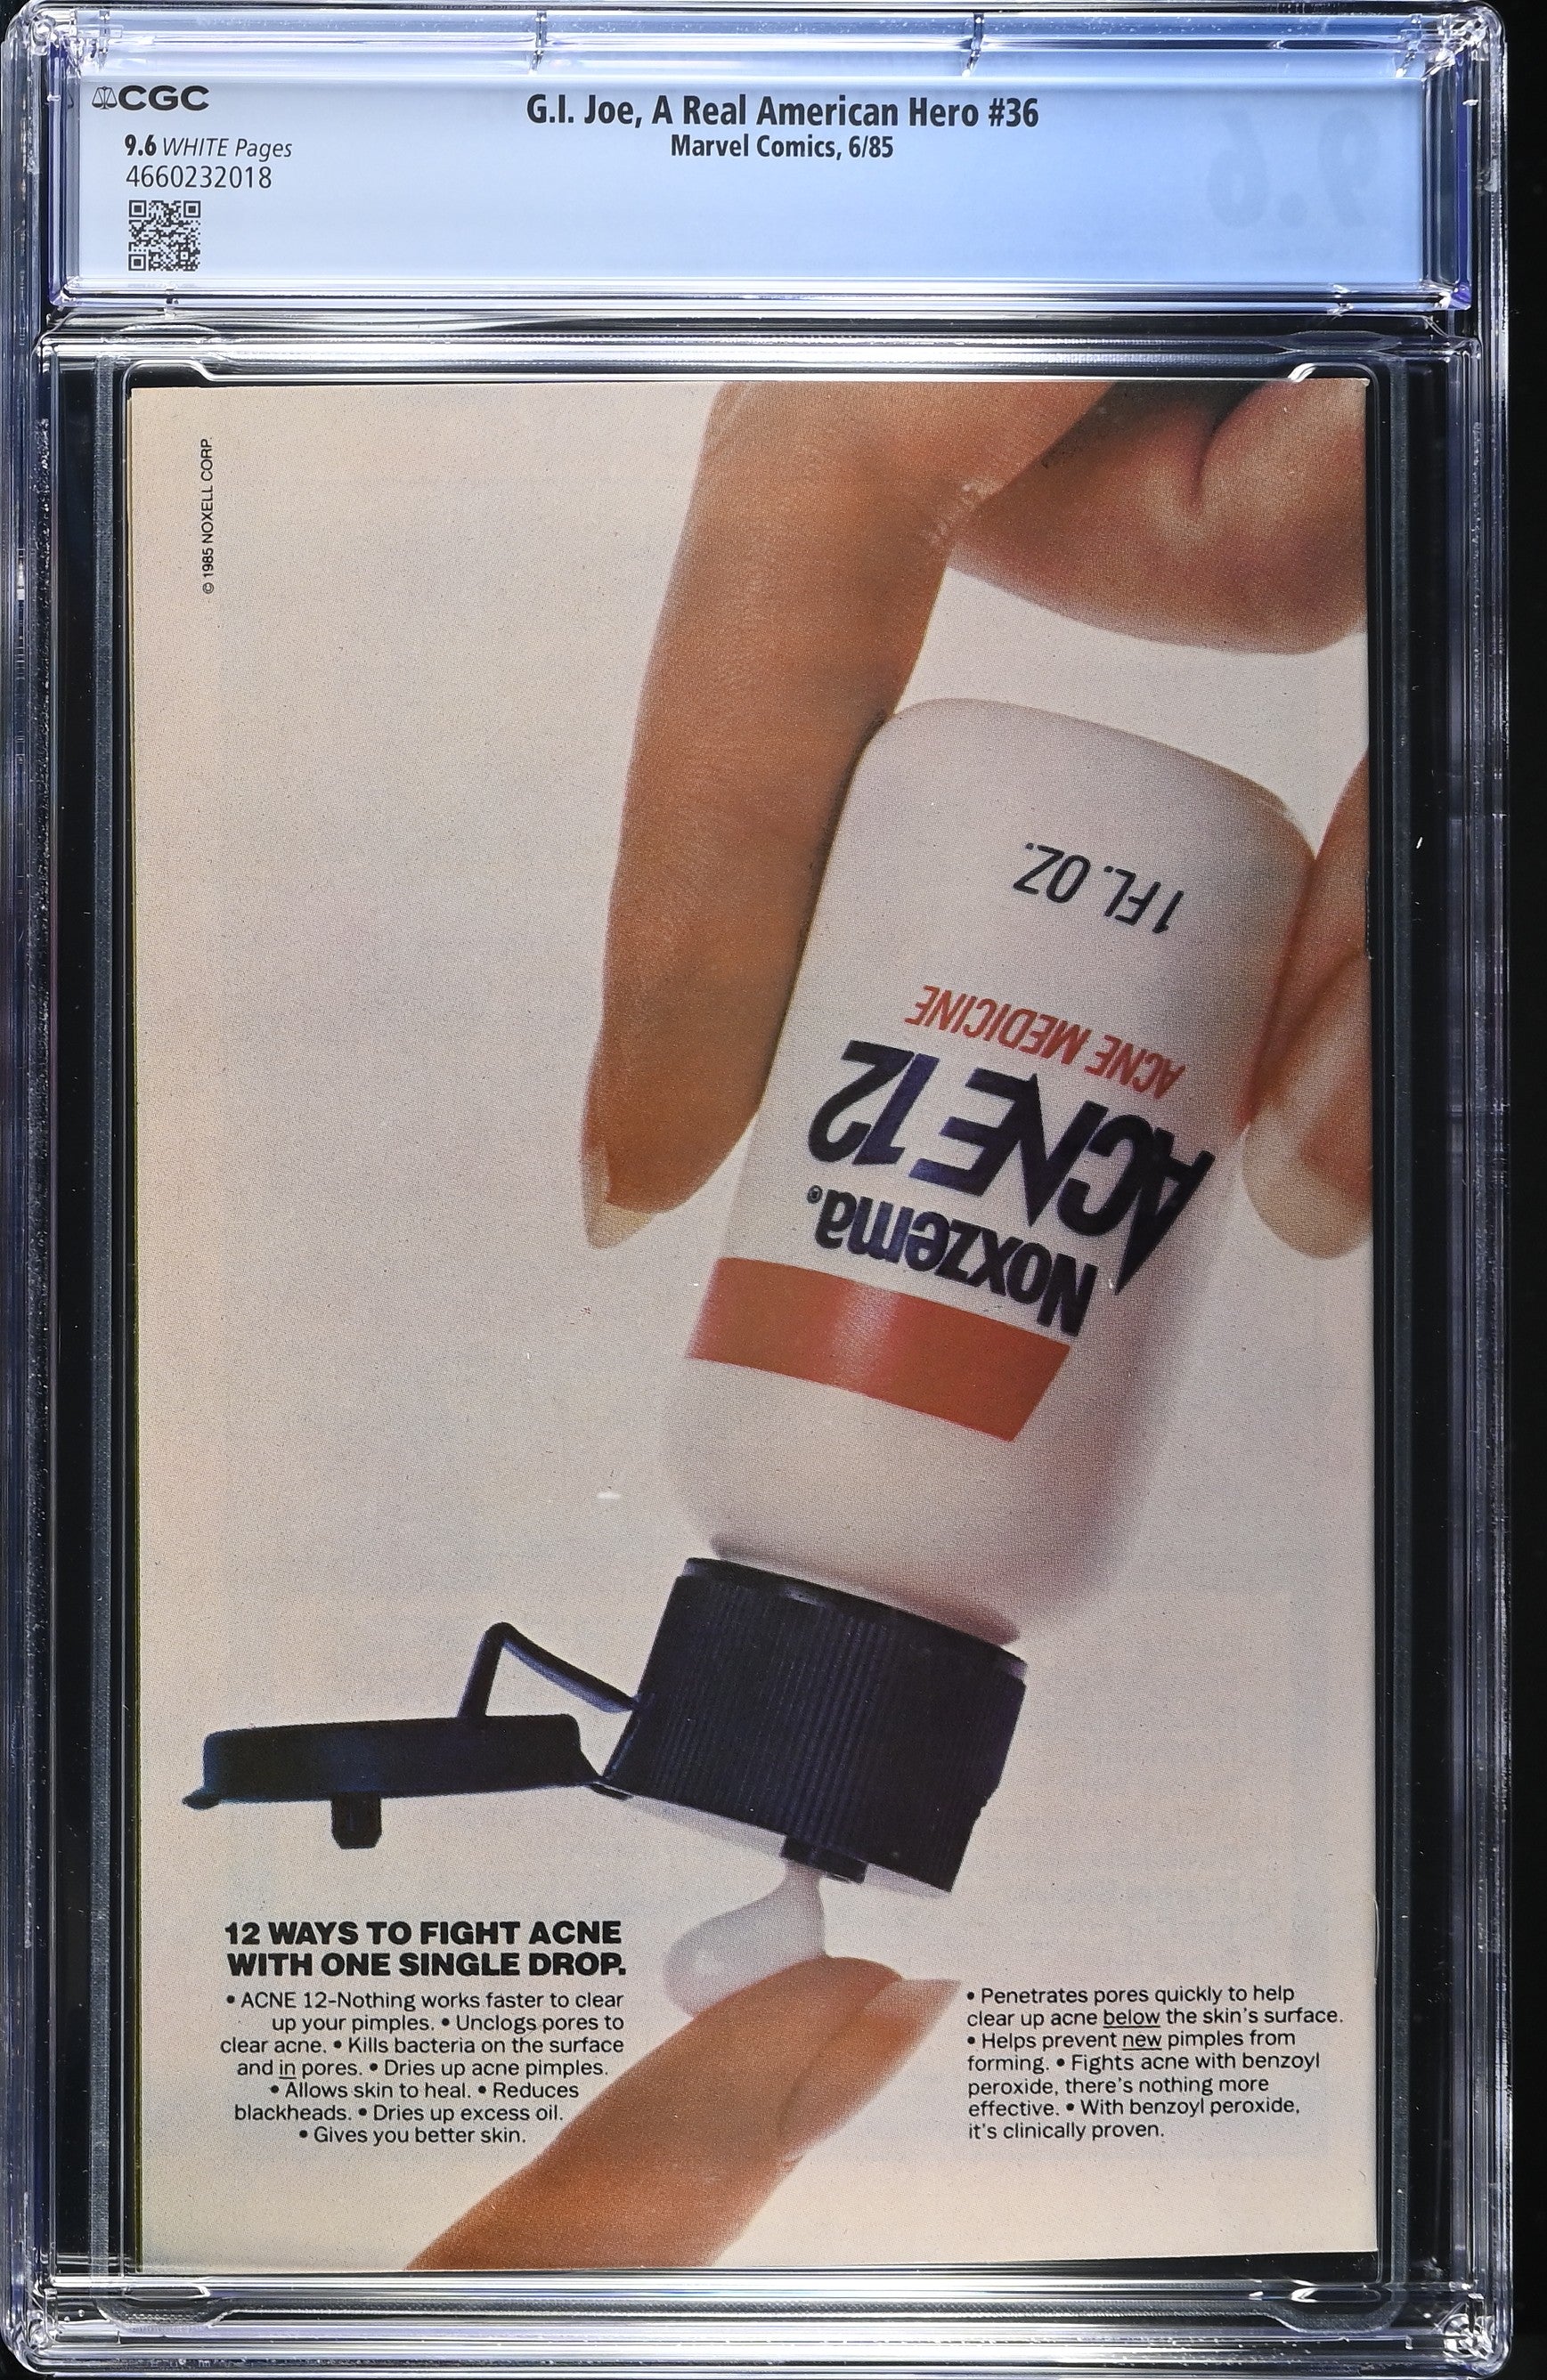 CGC
G.I. Joe, A Real American Hero #36
9.6 WHITE Pages
Marvel Comics, 6/85
4660232018
9.6
© 1985 NOXELL CORP.
1 FL. OZ.
ACNE MEDICINE
ACNE 12
Noxzema®
12 WAYS TO FIGHT ACNE
WITH ONE SINGLE DROP.
• ACNE 12-Nothing works faster to clear
up your pimples. • Unclogs pores to
clear acne. • Kills bacteria on the surface
and in pores. • Dries up acne pimples.
• Allows skin to heal. • Reduces
blackheads. • Dries up excess oil.
• Gives you better skin.
• Penetrates pores quickly to help
clear up acne below the skin's surface.
• Helps prevent new pimples from
forming. • Fights acne with benzoyl
peroxide, there's nothing more
effective. • With benzoyl peroxide,
it's clinically proven.